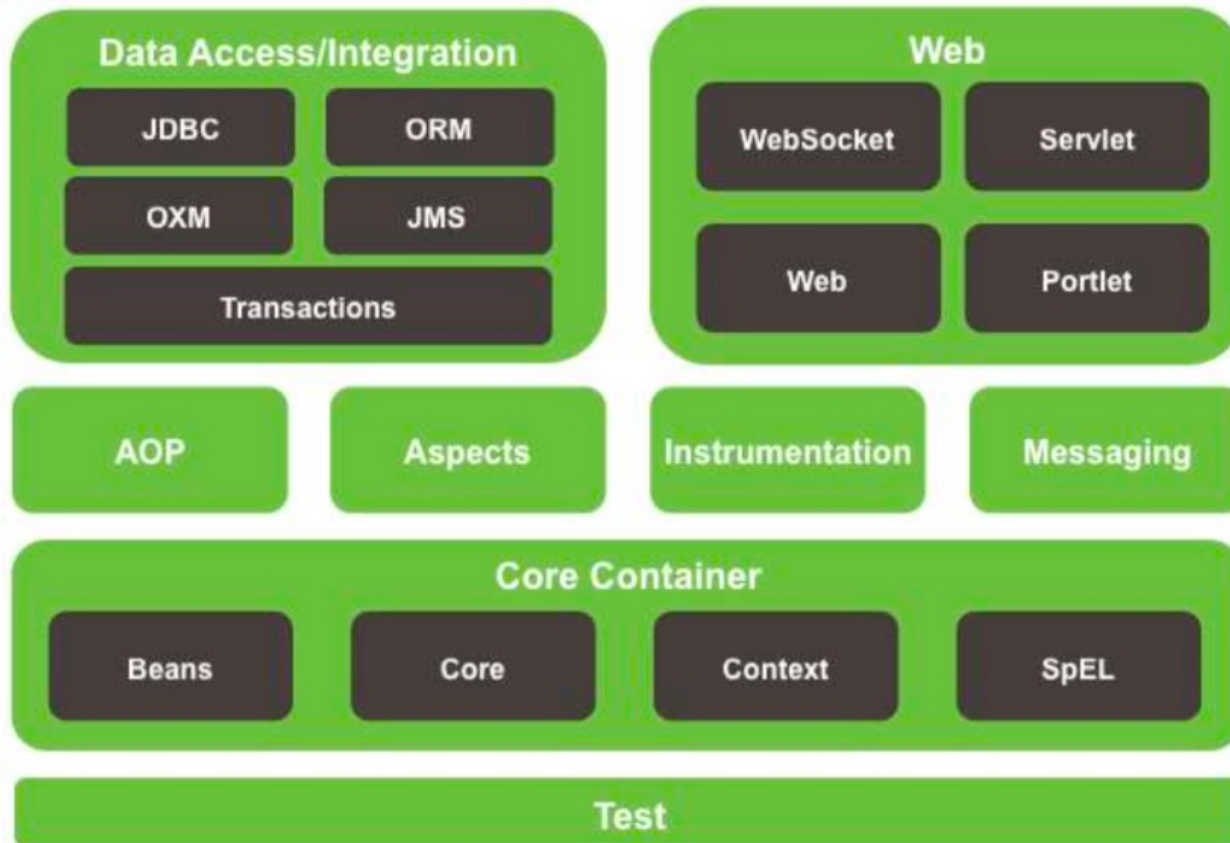 Data Access/Integration
JDBC
ORM
OXM
JMS
Transactions
Web
WebSocket
Servlet
Web
Portlet
AOP
Aspects
Instrumentation
Messaging
Core Container
Beans
Core
Context
SpEL
Test